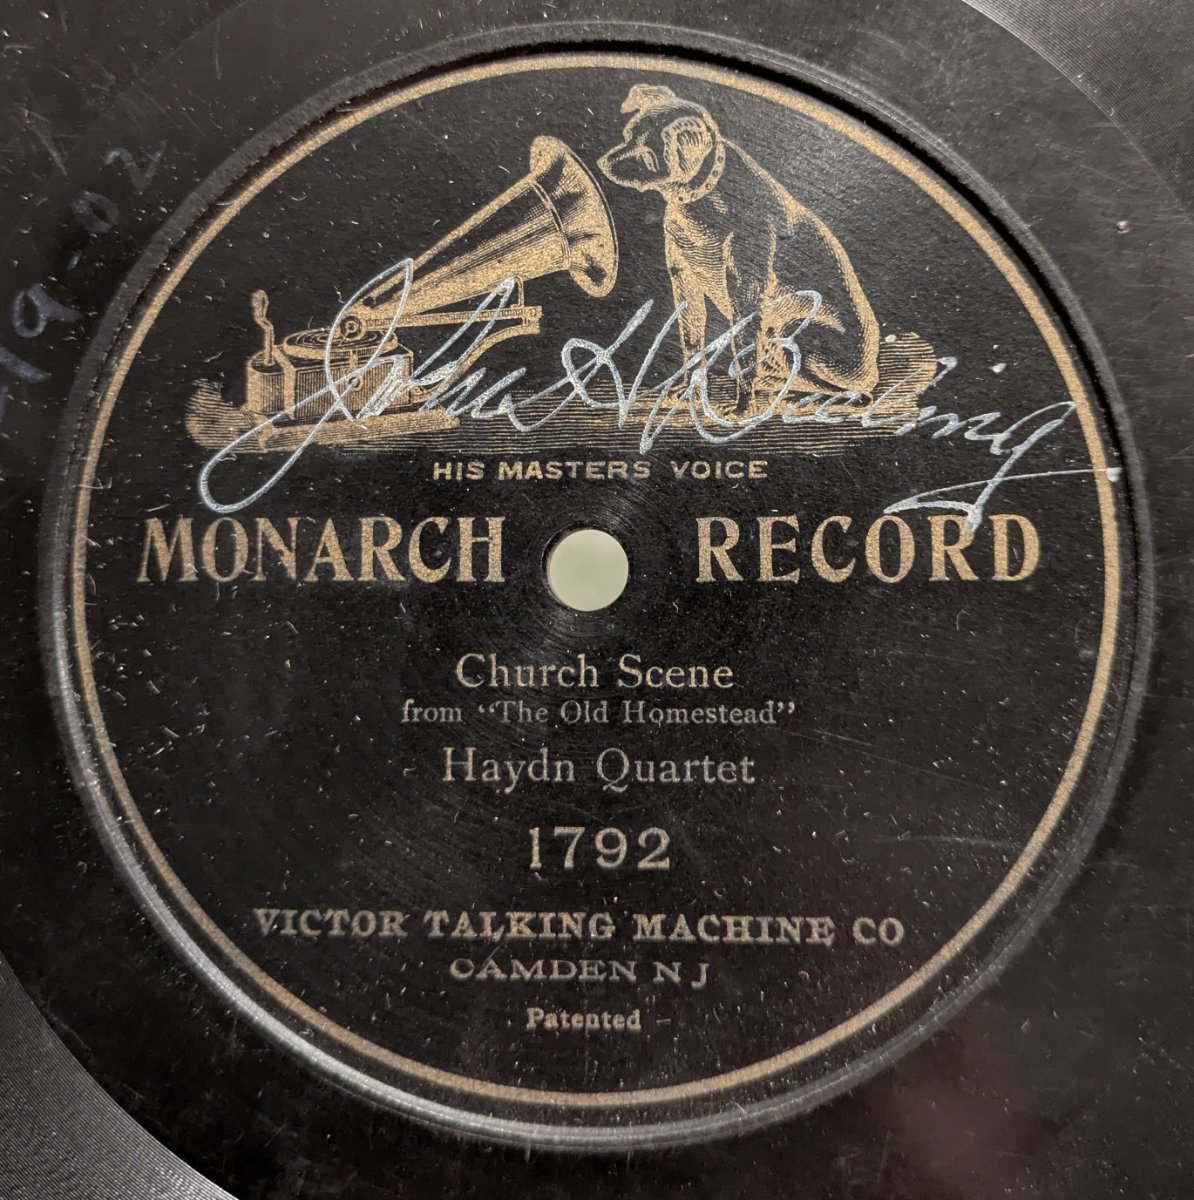 HIS MASTERS VOICE
MONARCH RECORD
Church Scene
from “The Old Homestead”
Haydn Quartet
1792
VICTOR TALKING MACHINE CO
CAMDEN N J
Patented
John H